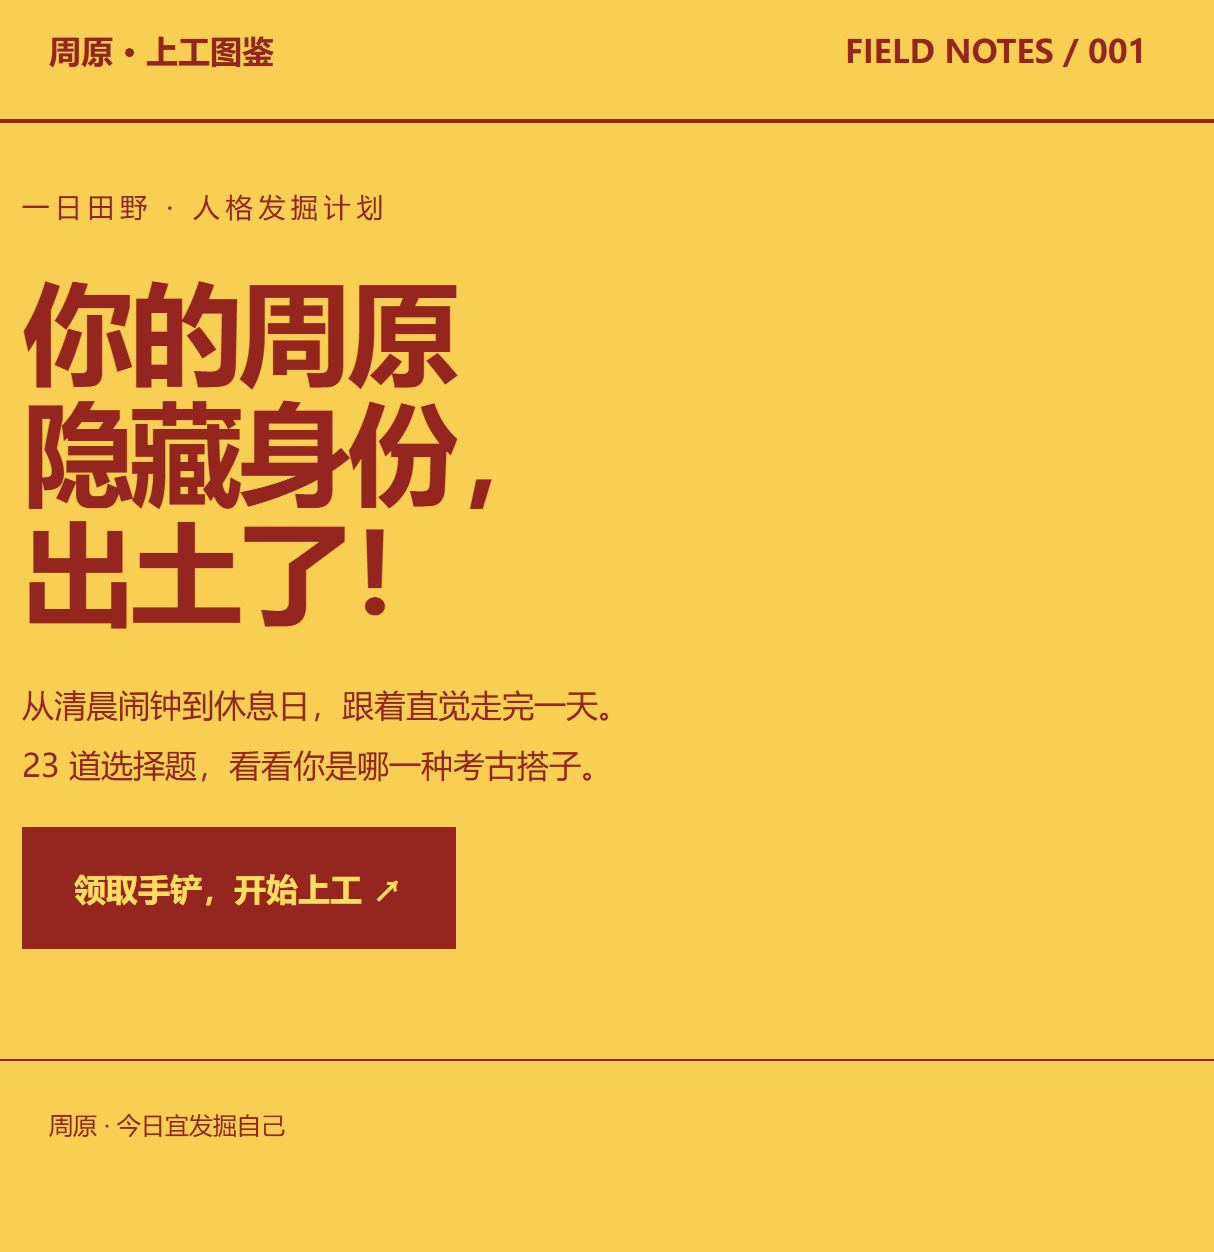 周原·上工图鉴
FIELD NOTES / 001
一日田野 · 人格发掘计划
你的周原
隐藏身份，
出土了！
从清晨闹钟到休息日，跟着直觉走完一天。
23 道选择题，看看你是哪一种考古搭子。
领取手铲，开始上工 ↗
周原 · 今日宜发掘自己